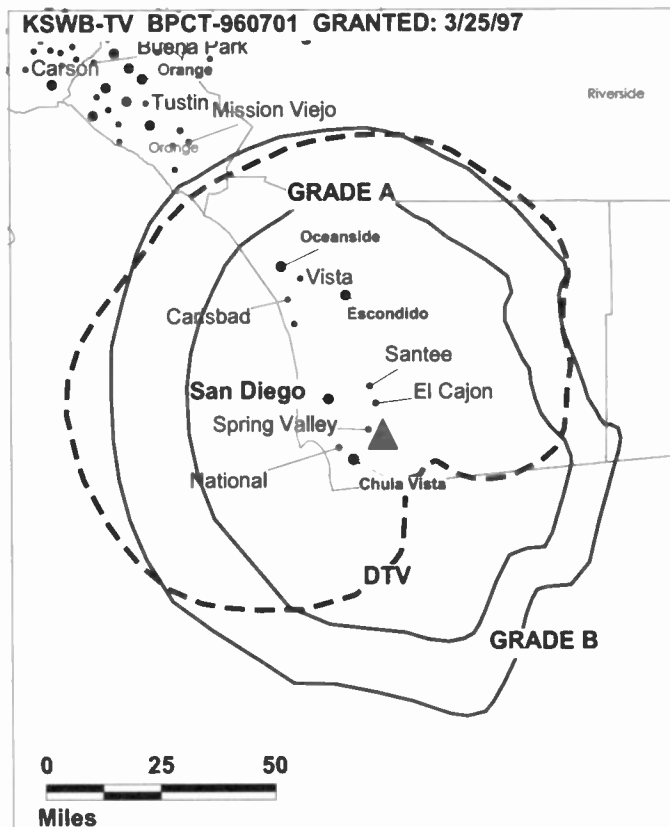 KSWB-TV BPCT-960701 GRANTED: 3/25/97
Buena Park
Carson
Orange
Riverside
Tustin
Mission Viejo
Orange
GRADE A
Oceanside
Vista
Carlsbad
Escondido
Santee
San Diego
El Cajon
Spring Valley
National
Chula Vista
DTV
GRADE B
0 25 50
Miles